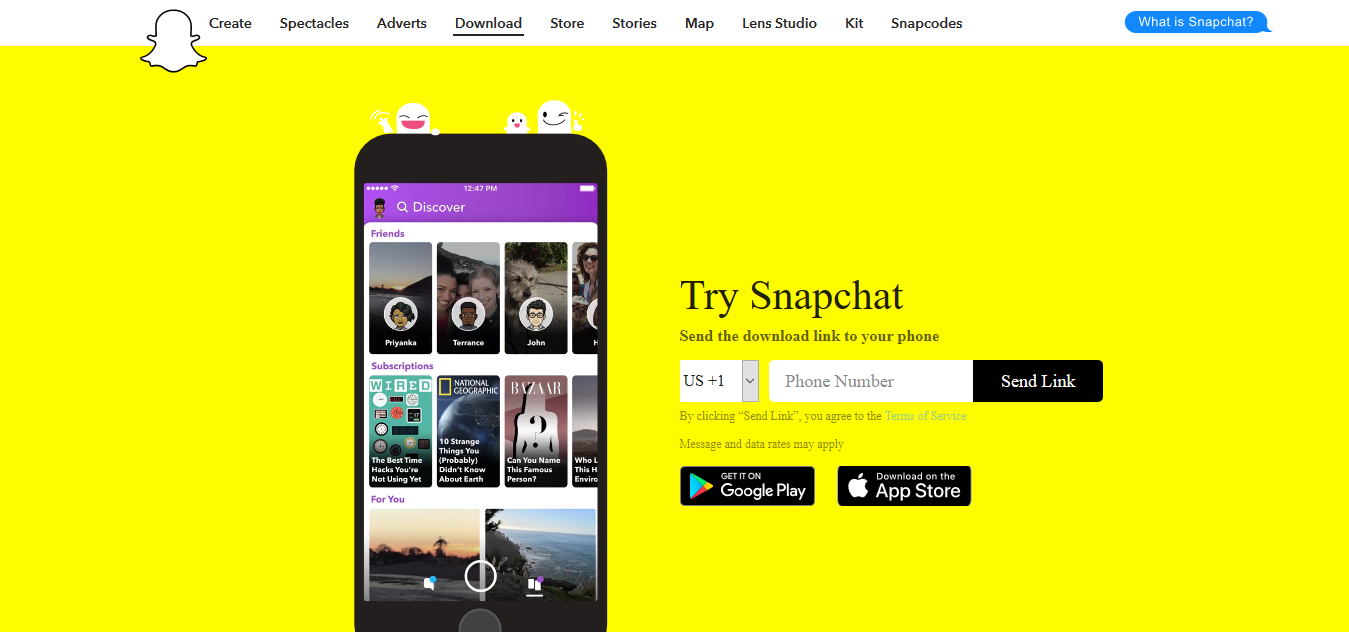 Create
Spectacles
Adverts
Download
Store
Stories
Map
Lens Studio
Kit
Snapcodes
What is Snapchat?
12:47 PM
Discover
Friends
Priyanka
Terrance
John
H
Subscriptions
WIRED
The Best Time
Hacks You're
Not Using Yet
NATIONAL
GEOGRAPHIC
10 Strange
Things You
(Probably)
Didn't Know
About Earth
BAZAAR
?
Can You Name
This Famous
Person?
Who L
This H
Enviro
For You
Try Snapchat
Send the download link to your phone
US +1
Phone Number
Send Link
By clicking “Send Link”, you agree to the Terms of Service
Message and data rates may apply
GET IT ON
Google Play
Download on the
App Store